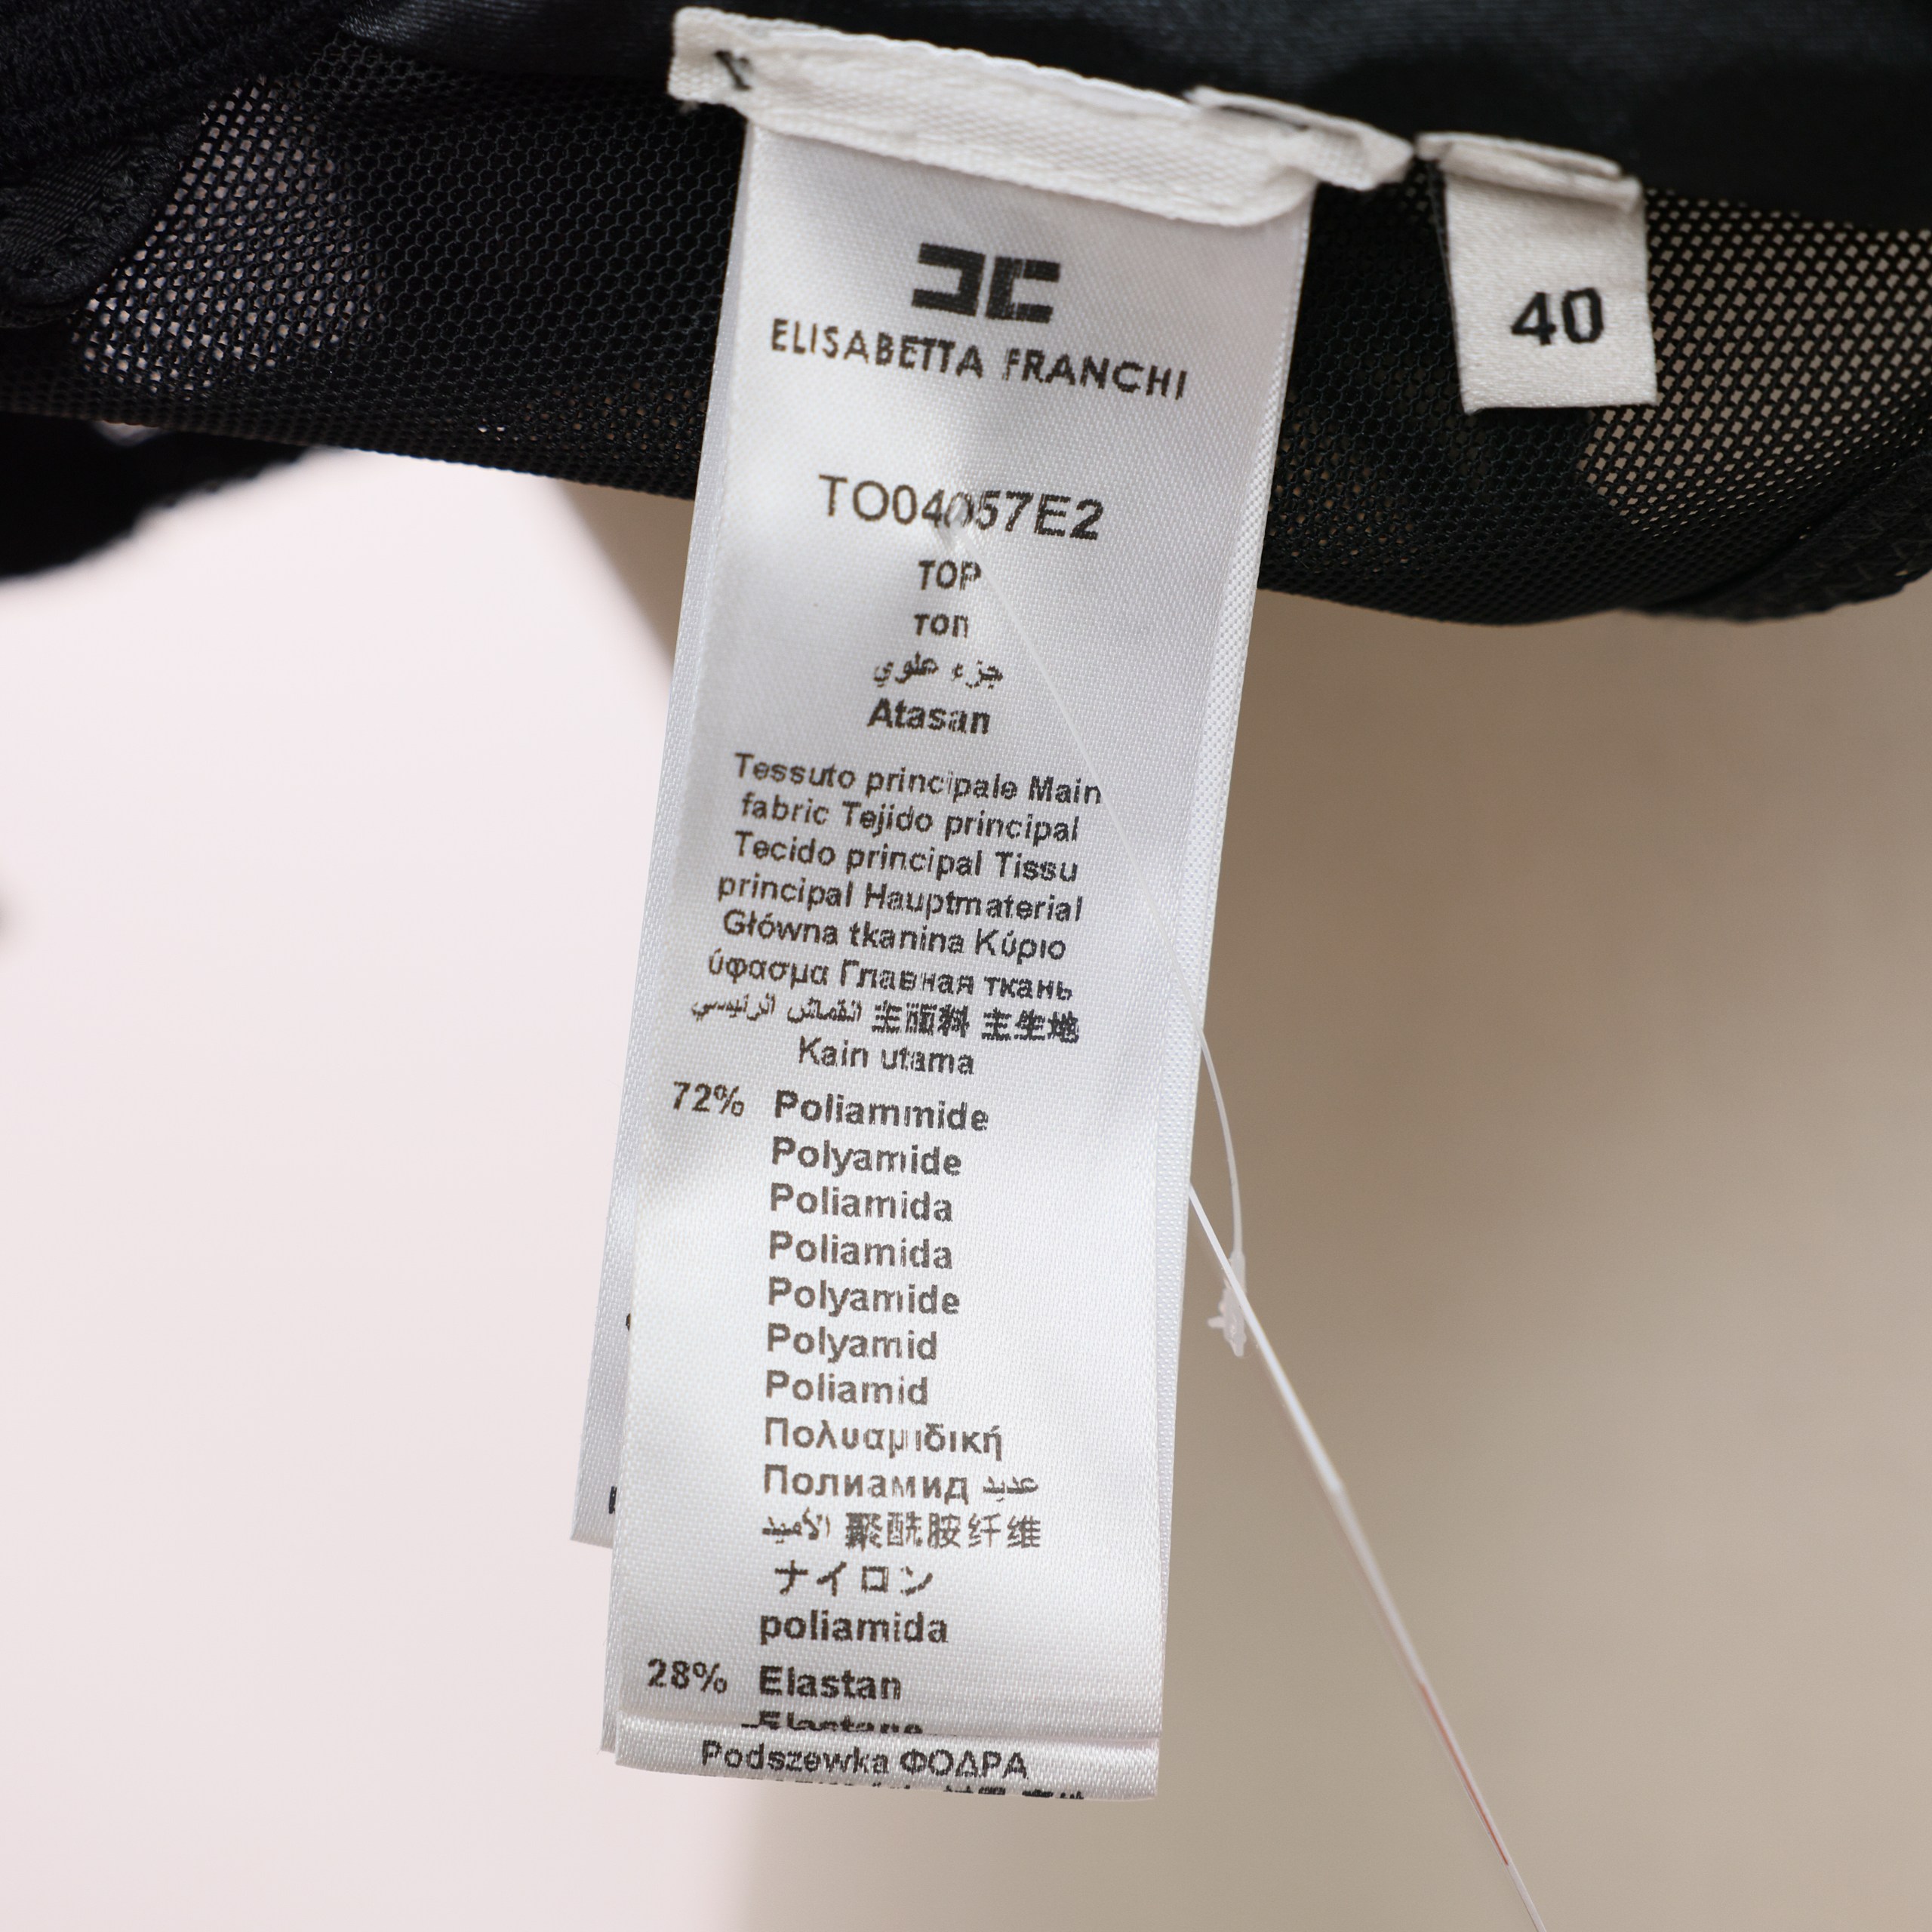 ELISABETTA FRANCHI
40
TO04057E2
TOP
топ
جزء علوي
Atasan
Tessuto principale Main
fabric Tejido principal
Tecido principal Tissu
principal Hauptmaterial
Główna tkanina Κύριο
ύφασμα Главная ткань
القماش الرئيسي 主面料 主生地
Kain utama
72% Poliammide
Polyamide
Poliamida
Poliamida
Polyamide
Polyamid
Poliamid
Πολυαμιδική
Полиамид عديد
الأميد 聚酰胺纤维
ナイロン
poliamida
28% Elastan
Elastane
Podszewka ΦΟΔΡΑ